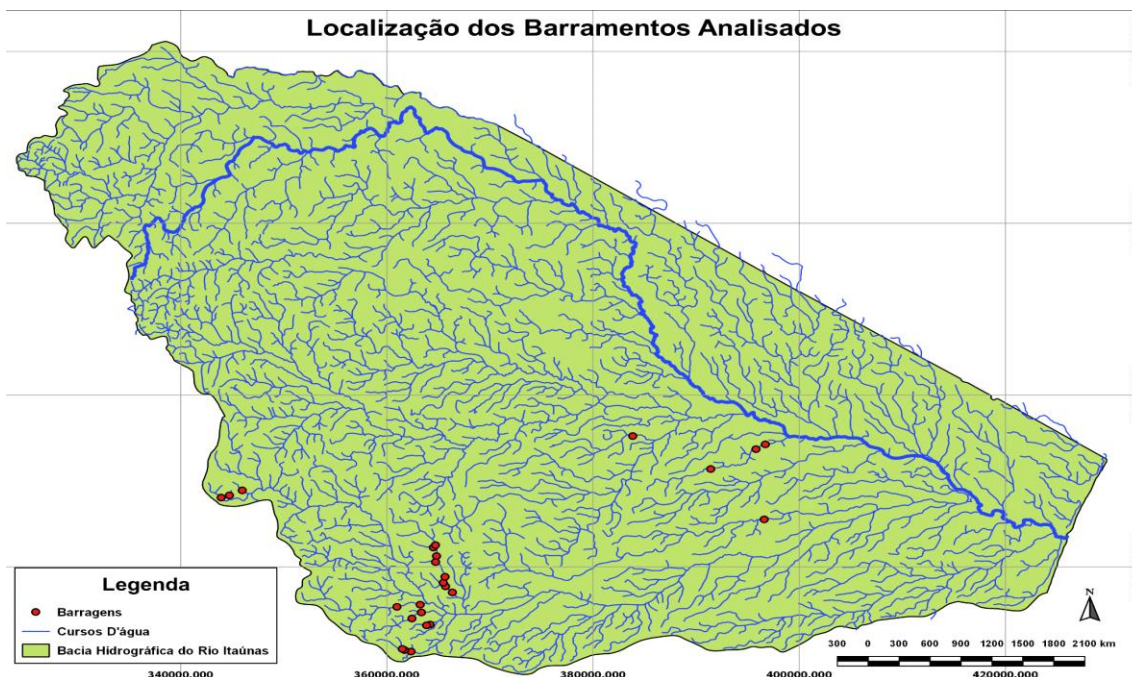 Localização dos Barramentos Analisados
Legenda
Barragens
Cursos D'água
Bacia Hidrográfica do Rio Itaúnas
N
300 0 300 600 900 1200 1500 1800 2100 km
340000,000 360000,000 380000,000 400000,000 420000,000